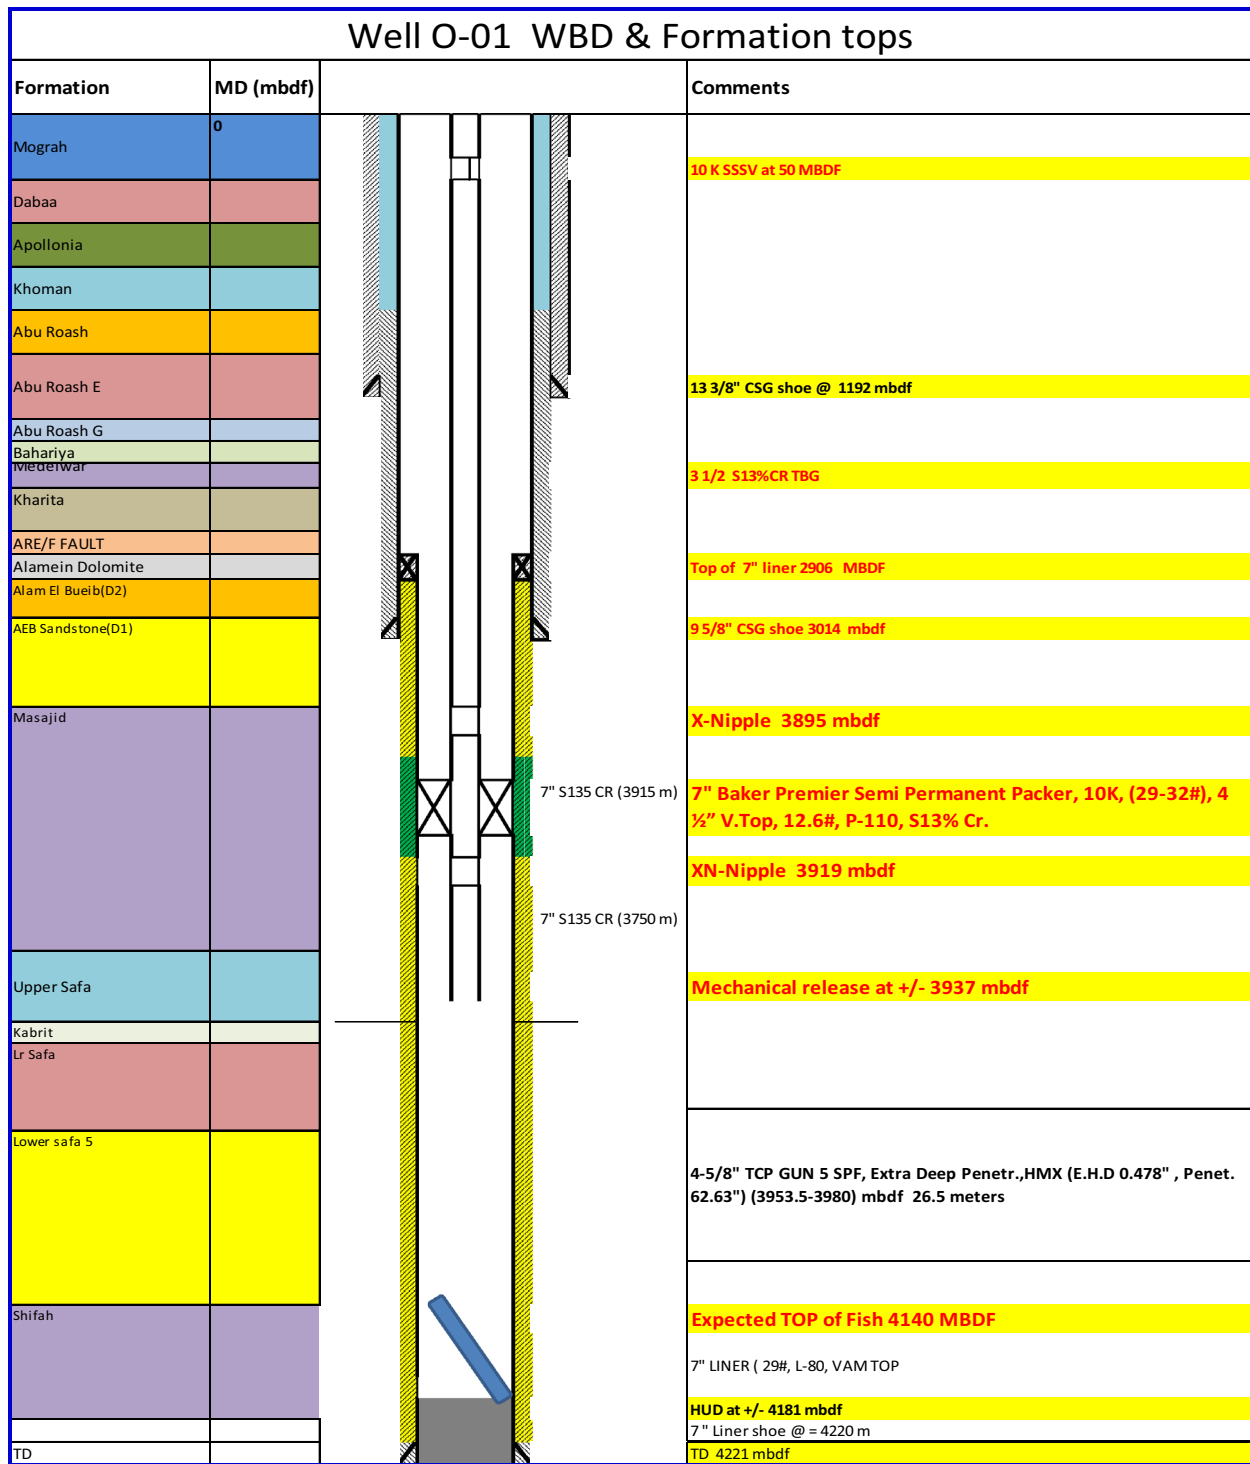 Well O-01 WBD & Formation tops
Formation
MD (mbdf)
Comments
0
Mograh
10 K SSSV at 50 MBDF
Dabaa
Apollonia
Khoman
Abu Roash
Abu Roash E
13 3/8" CSG shoe @ 1192 mbdf
Abu Roash G
Bahariya
Medelwar
3 1/2 S13%CR TBG
Kharita
ARE/F FAULT
Alamein Dolomite
Top of 7" liner 2906 MBDF
Alam El Bueib(D2)
AEB Sandstone(D1)
9 5/8" CSG shoe 3014 mbdf
Masajid
X-Nipple 3895 mbdf
7" S135 CR (3915 m)
7" Baker Premier Semi Permanent Packer, 10K, (29-32#), 4
½" V.Top, 12.6#, P-110, S13% Cr.
XN-Nipple 3919 mbdf
7" S135 CR (3750 m)
Upper Safa
Mechanical release at +/- 3937 mbdf
Kabrit
Lr Safa
Lower safa 5
4-5/8" TCP GUN 5 SPF, Extra Deep Penetr.,HMX (E.H.D 0.478" , Penet.
62.63") (3953.5-3980) mbdf 26.5 meters
Shifah
Expected TOP of Fish 4140 MBDF
7" LINER ( 29#, L-80, VAM TOP
HUD at +/- 4181 mbdf
7 " Liner shoe @ = 4220 m
TD
TD 4221 mbdf